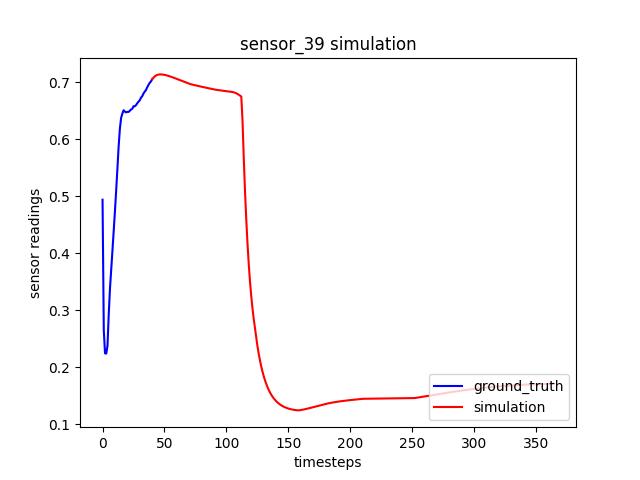 sensor_39 simulation
0.7
0.6
0.5
0.4
0.3
0.2
0.1
sensor readings
0 50 100 150 200 250 300 350
timesteps
ground_truth
simulation